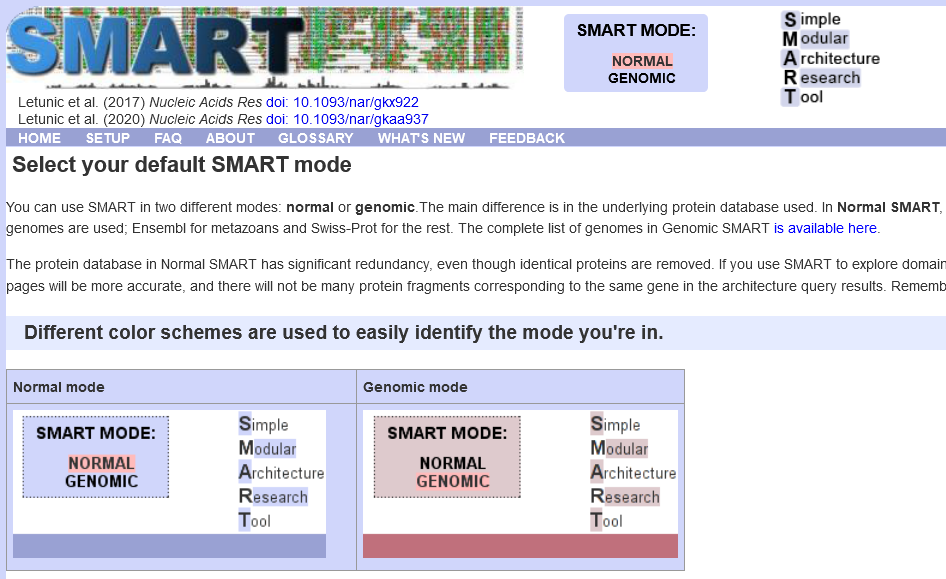 SMART
SMART MODE:
NORMAL
GENOMIC
Simple
Modular
Architecture
Research
Tool
Letunic et al. (2017) Nucleic Acids Res doi: 10.1093/nar/gkx922
Letunic et al. (2020) Nucleic Acids Res doi: 10.1093/nar/gkaa937
HOME SETUP FAQ ABOUT GLOSSARY WHAT'S NEW FEEDBACK
Select your default SMART mode
You can use SMART in two different modes: normal or genomic.The main difference is in the underlying protein database used. In Normal SMART,
genomes are used; Ensembl for metazoans and Swiss-Prot for the rest. The complete list of genomes in Genomic SMART is available here.
The protein database in Normal SMART has significant redundancy, even though identical proteins are removed. If you use SMART to explore domain
pages will be more accurate, and there will not be many protein fragments corresponding to the same gene in the architecture query results. Rememb
Different color schemes are used to easily identify the mode you're in.
Normal mode
Genomic mode
SMART MODE:
NORMAL
GENOMIC
Simple
Modular
Architecture
Research
Tool
SMART MODE:
NORMAL
GENOMIC
Simple
Modular
Architecture
Research
Tool